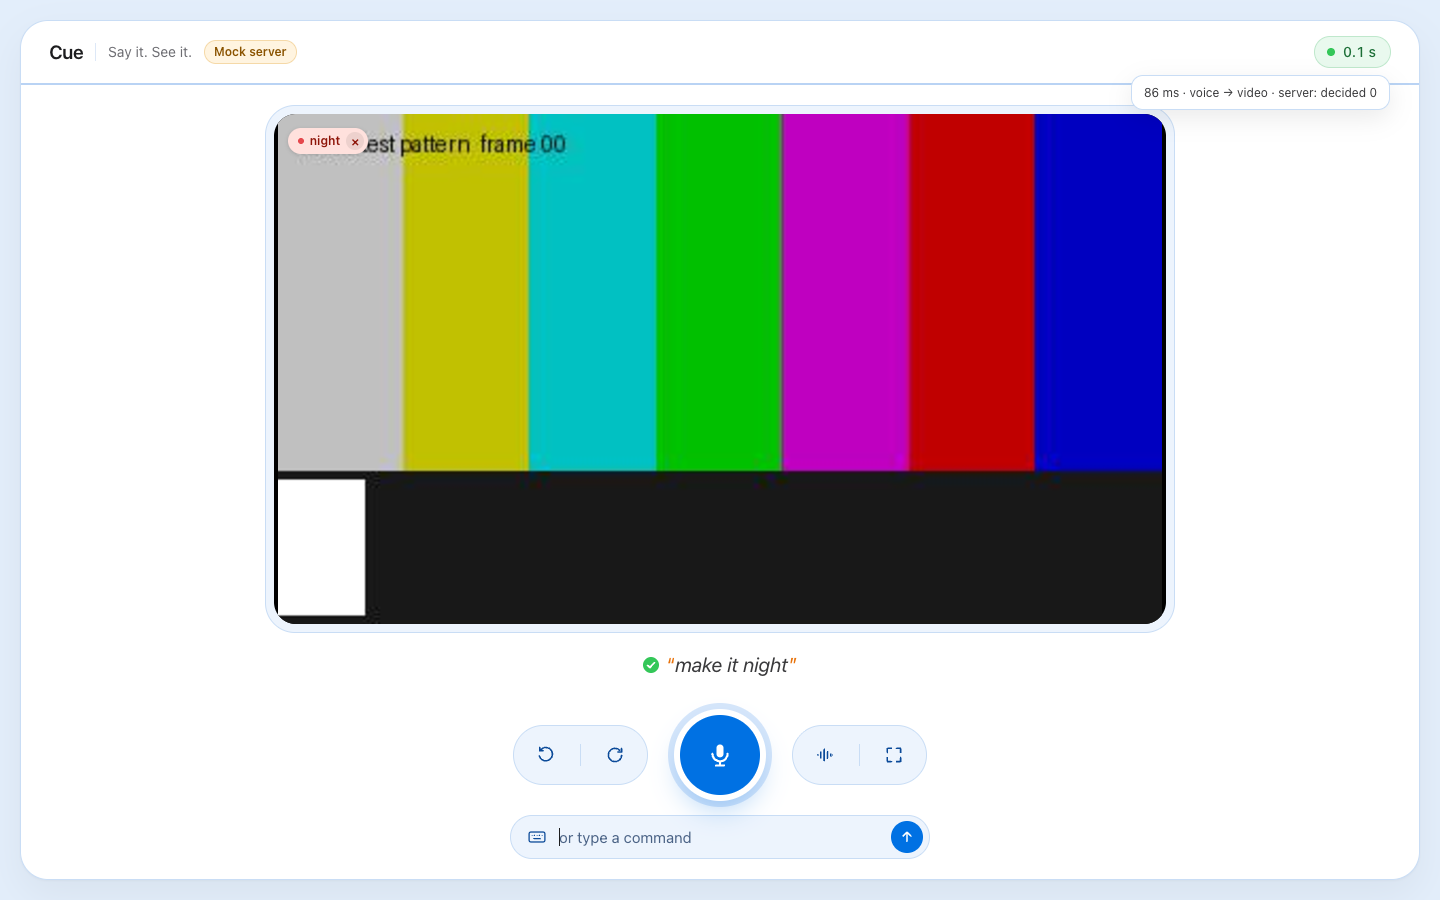 Cue
Say it. See it.
Mock server
0.1 s
86 ms · voice → video · server: decided 0
night ×
pattern frame 00
“make it night”
or type a command